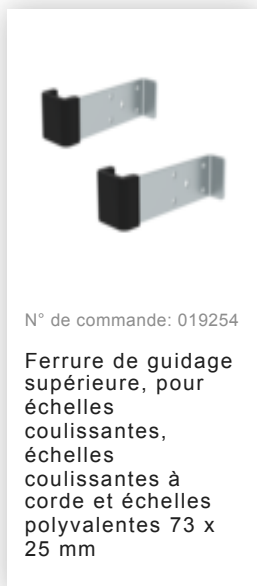 N° de commande: 019254
Ferrure de guidage
supérieure, pour
échelles
coulissantes,
échelles
coulissantes à
corde et échelles
polyvalentes 73 x
25 mm